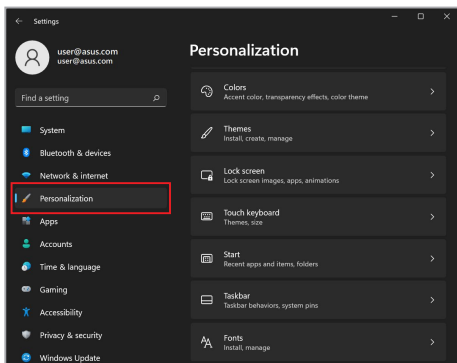 Settings
user@asus.com
user@asus.com
Find a setting
System
Bluetooth & devices
Network & internet
Personalization
Apps
Accounts
Time & language
Gaming
Accessibility
Privacy & security
Windows Update
Personalization
Colors
Accent color, transparency effects, color theme
Themes
Install, create, manage
Lock screen
Lock screen images, apps, animations
Touch keyboard
Themes, size
Start
Recent apps and items, folders
Taskbar
Taskbar behaviors, system pins
Fonts
Install, manage